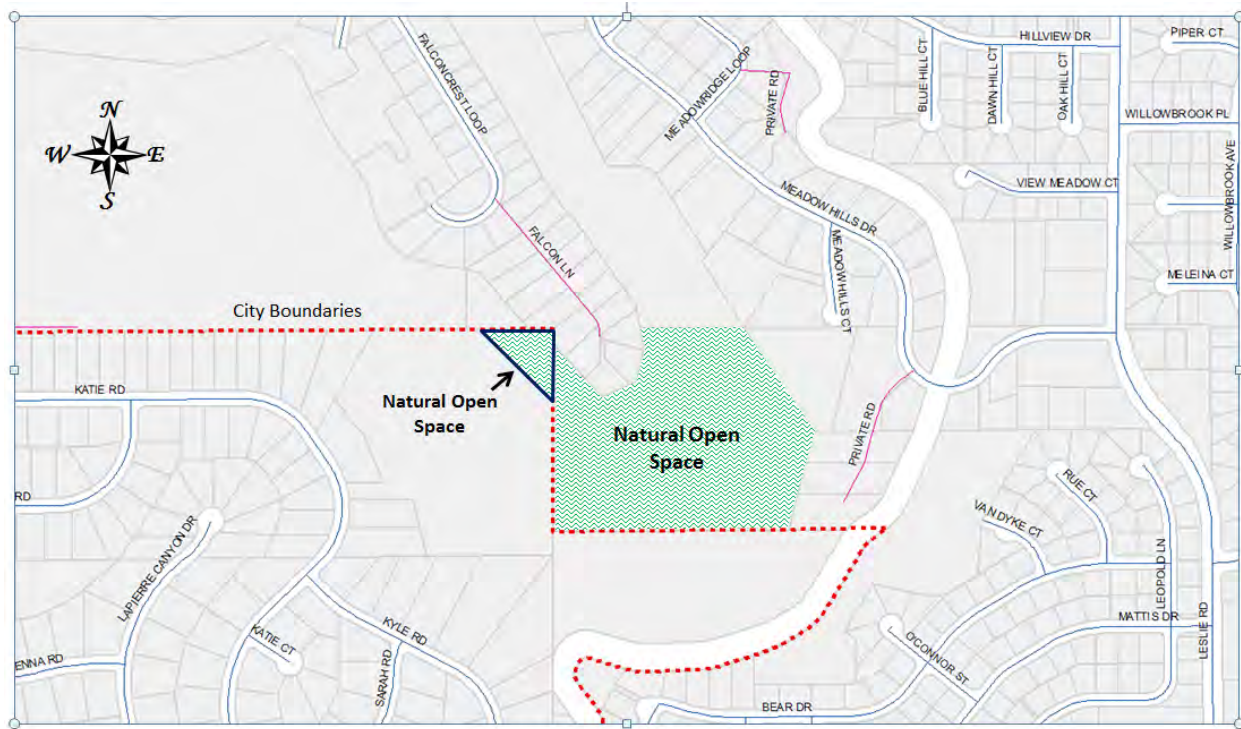 PIPER CT
HILLVIEW DR
FALCONCREST LOOP
MEADOWRIDGE LOOP
PRIVATE RD
BLUE HILL CT
DAWN HILL CT
OAK HILL CT
WILLOWBROOK PL
N
W E
S
WILLOWBROOK AVE
VIEW MEADOW CT
MEADOW HILLS DR
FALCON LN
MEADOWHILLS CT
MELEINA CT
City Boundaries
KATIE RD
Natural Open
Space
Natural Open
Space
PRIVATE RD
RD
RUE CT
VAN DYKE CT
LAPIERRE CANYON DR
LEOPOLD LN
MATTIS DR
LESLIE RD
KATIE CT
KYLE RD
O'CONNOR ST
ENNA RD
SARAH RD
BEAR DR